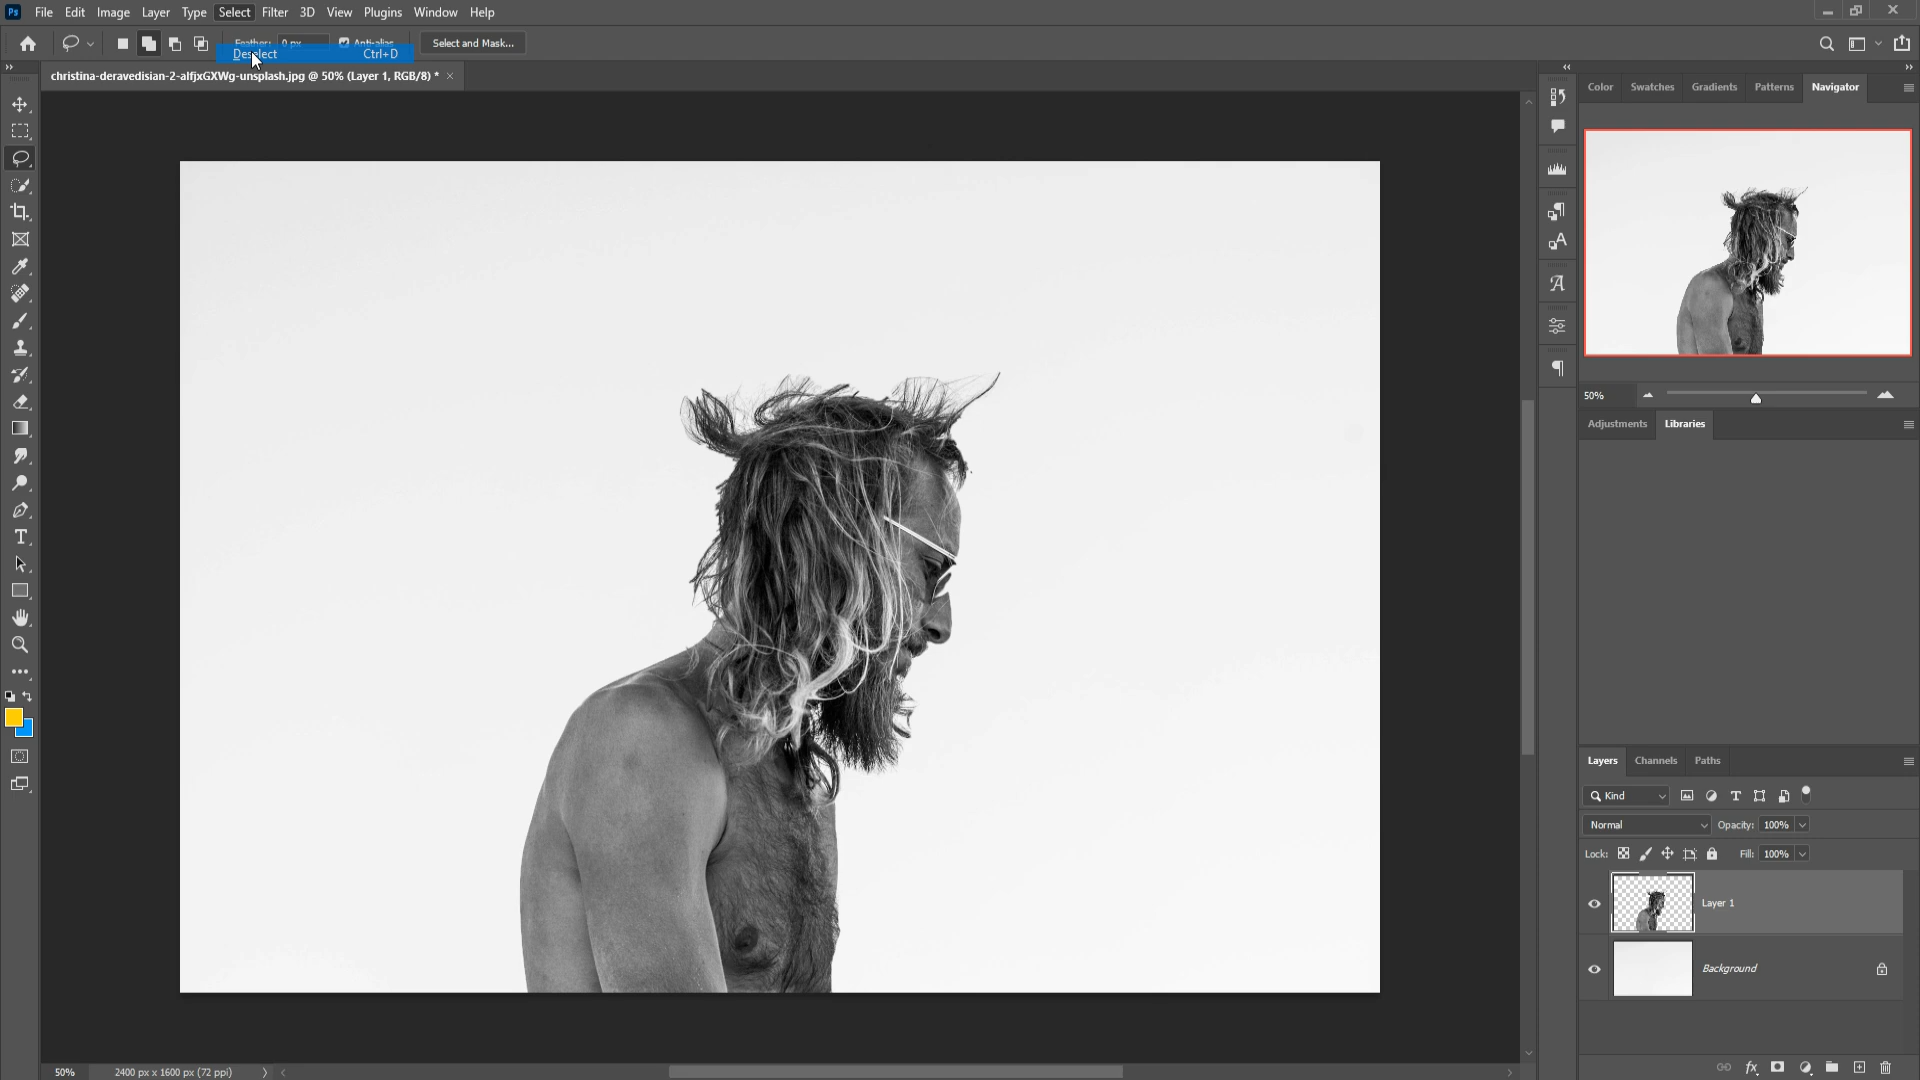 Ps File Edit Image Layer Type Select Filter 3D View Plugins Window Help
Feather: 0 px Anti-alias Select and Mask...
Deselect Ctrl+D
christina-deravedisian-2-alfjxGXWg-unsplash.jpg @ 50% (Layer 1, RGB/8) *
Color Swatches Gradients Patterns Navigator
50%
Adjustments Libraries
Layers Channels Paths
Kind
Normal Opacity: 100%
Lock: Fill: 100%
Layer 1
Background
50% 2400 px x 1600 px (72 ppi)